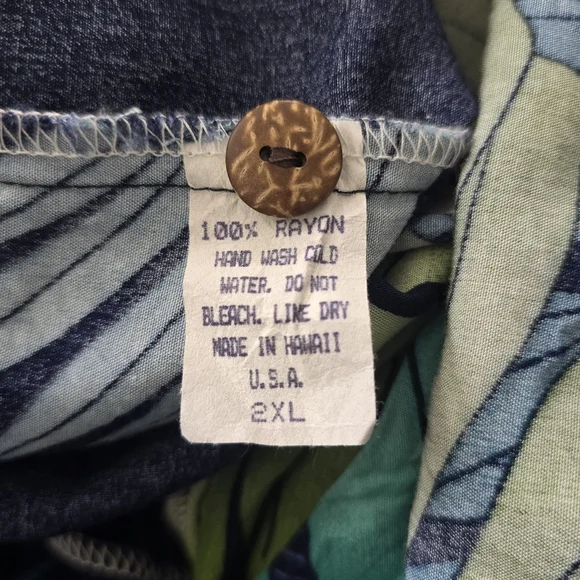 100% RAYON
HAND WASH COLD
WATER. DO NOT
BLEACH. LINE DRY
MADE IN HAWAII
U.S.A.
2XL